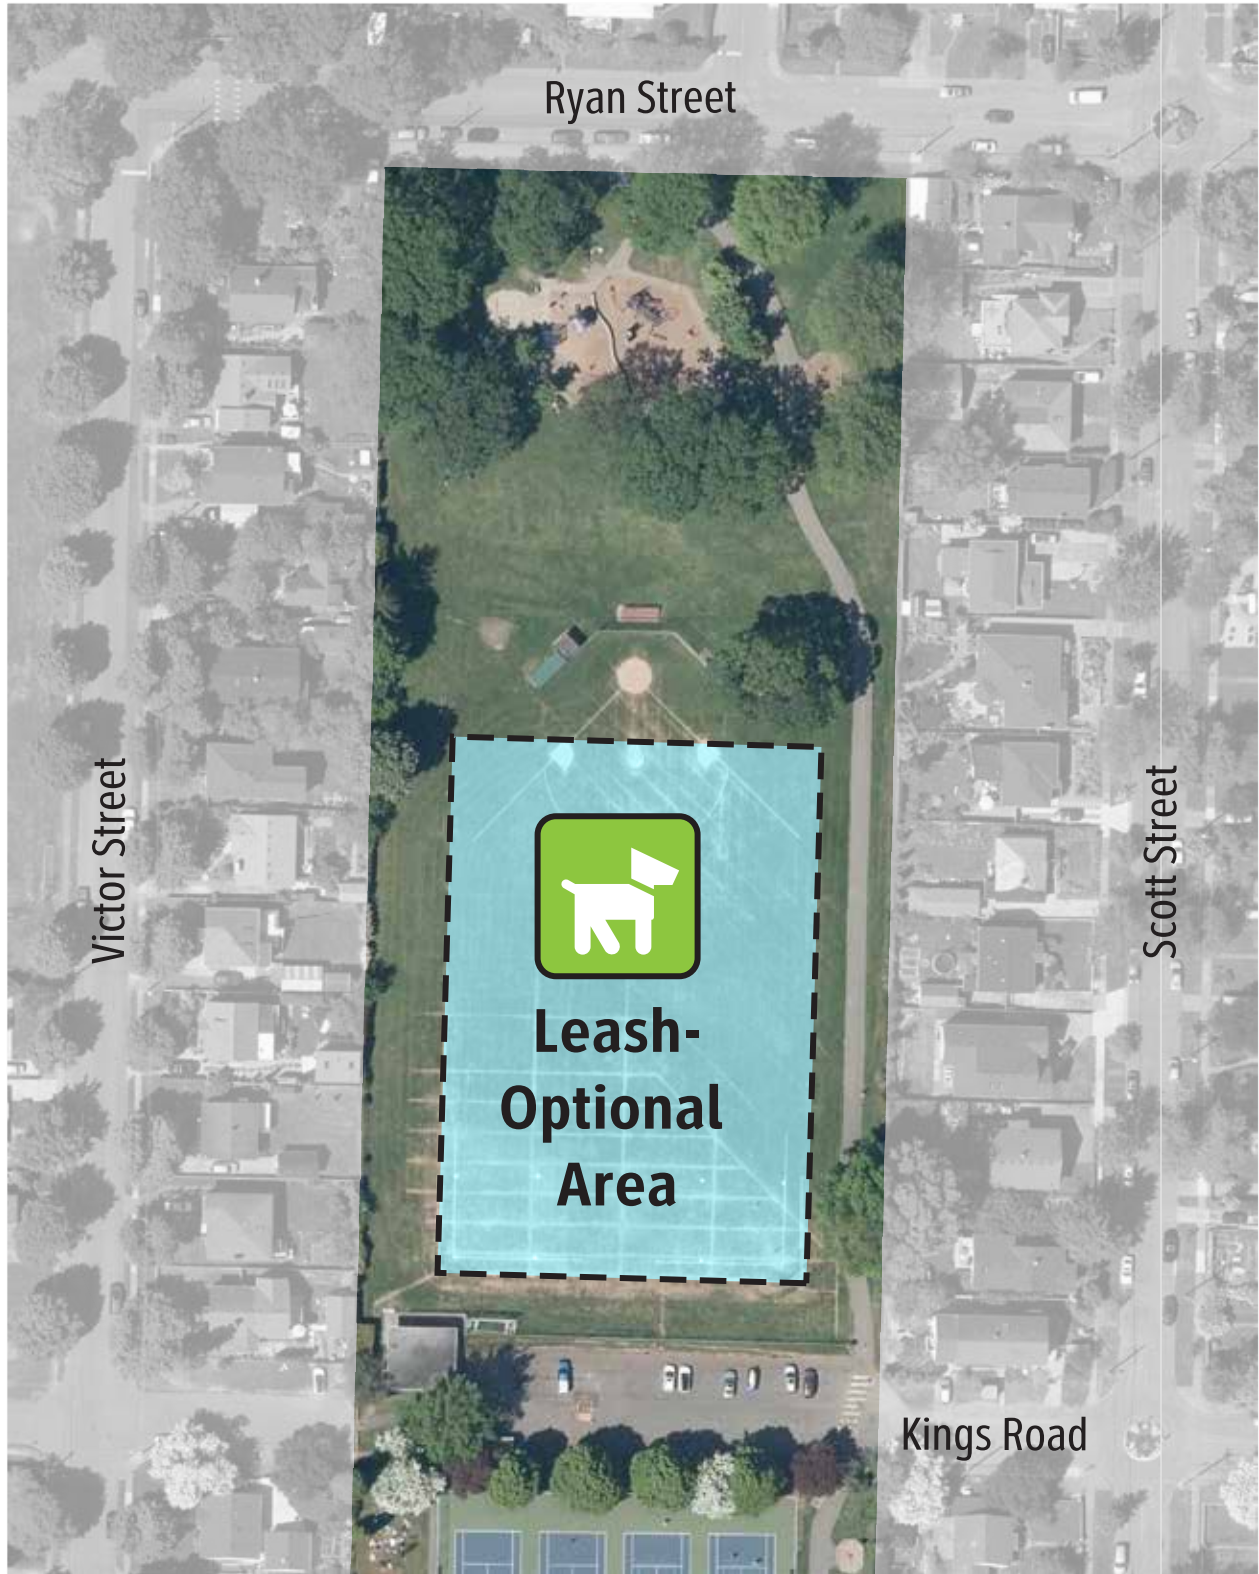 Ryan Street
Victor Street
Scott Street
Leash-
Optional
Area
Kings Road